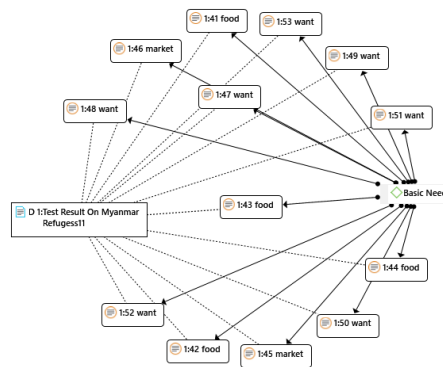 1:41 food
1:53 want
1:46 market
1:49 want
1:48 want
1:47 want
1:51 want
Basic Need
1:43 food
D 1:Test Result On Myanmar
Refugess11
1:44 food
1:52 want
1:50 want
1:42 food
1:45 market